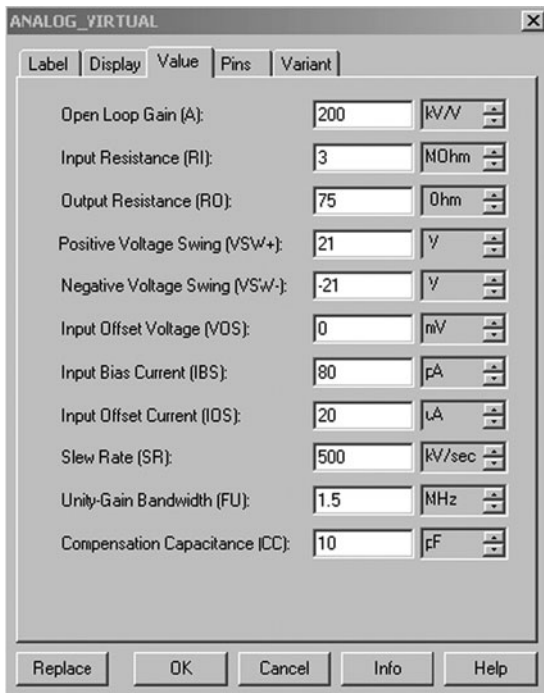 ANALOG_VIRTUAL
Label Display Value Pins Variant
Open Loop Gain (A): 200 kV/V
Input Resistance (RI): 3 MOhm
Output Resistance (RO): 75 Ohm
Positive Voltage Swing (VSW+): 21 V
Negative Voltage Swing (VSW-): -21 V
Input Offset Voltage (VOS): 0 mV
Input Bias Current (IBS): 80 pA
Input Offset Current (IOS): 20 uA
Slew Rate (SR): 500 kV/sec
Unity-Gain Bandwidth (FU): 1.5 MHz
Compensation Capacitance (CC): 10 pF
Replace OK Cancel Info Help